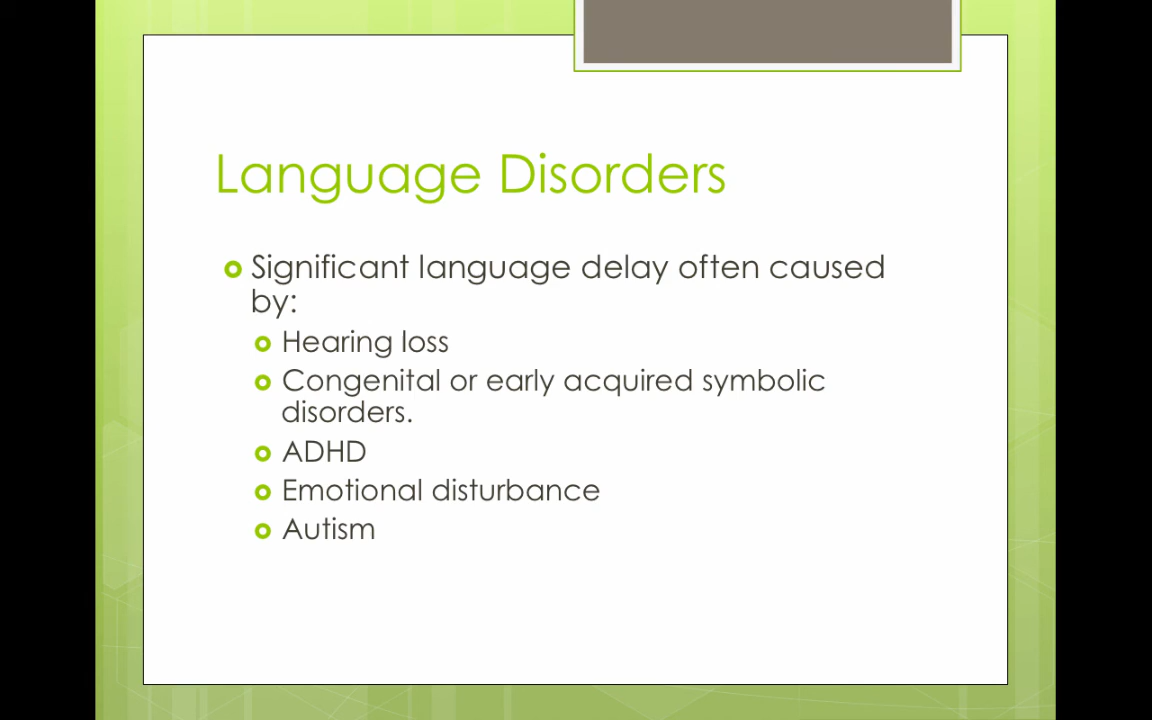 Language Disorders
Significant language delay often caused
by:
Hearing loss
Congenital or early acquired symbolic
disorders.
ADHD
Emotional disturbance
Autism